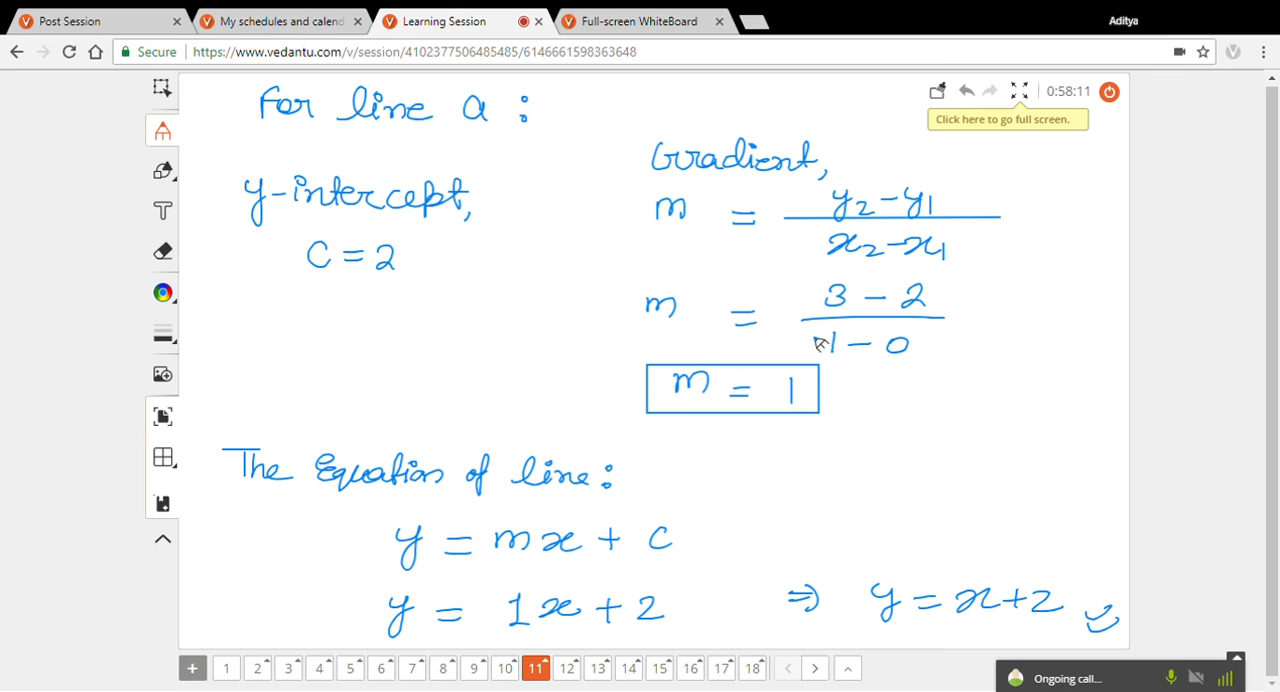 Post Session
My schedules and calend
Learning Session
Full-screen WhiteBoard
Aditya
Secure https://www.vedantu.com/v/session/4102377506485485/6146661598363648
0:58:11
Click here to go full screen.
For line a :
y-intercept,
C = 2
Gradient,
m = y2 - y1
x2 - x1
m = 3 - 2
1 - 0
m = 1
The Equation of line:
y = mx + c
y = 1x + 2 ⇒ y = x + 2
+ 1 2 3 4 5 6 7 8 9 10 11 12 13 14 15 16 17 18
Ongoing call...